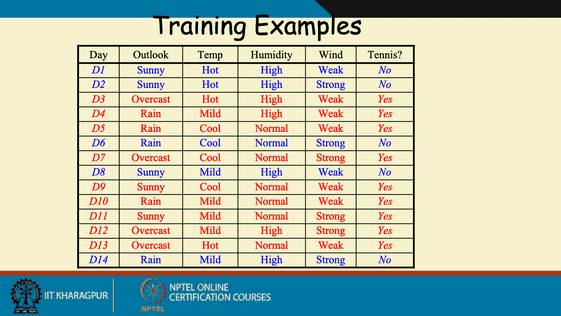 Training Examples
Day Outlook Temp Humidity Wind Tennis?
D1 Sunny Hot High Weak No
D2 Sunny Hot High Strong No
D3 Overcast Hot High Weak Yes
D4 Rain Mild High Weak Yes
D5 Rain Cool Normal Weak Yes
D6 Rain Cool Normal Strong No
D7 Overcast Cool Normal Strong Yes
D8 Sunny Mild High Weak No
D9 Sunny Cool Normal Weak Yes
D10 Rain Mild Normal Weak Yes
D11 Sunny Mild Normal Strong Yes
D12 Overcast Mild High Strong Yes
D13 Overcast Hot Normal Weak Yes
D14 Rain Mild High Strong No
IIT KHARAGPUR
NPTEL
NPTEL ONLINE
CERTIFICATION COURSES